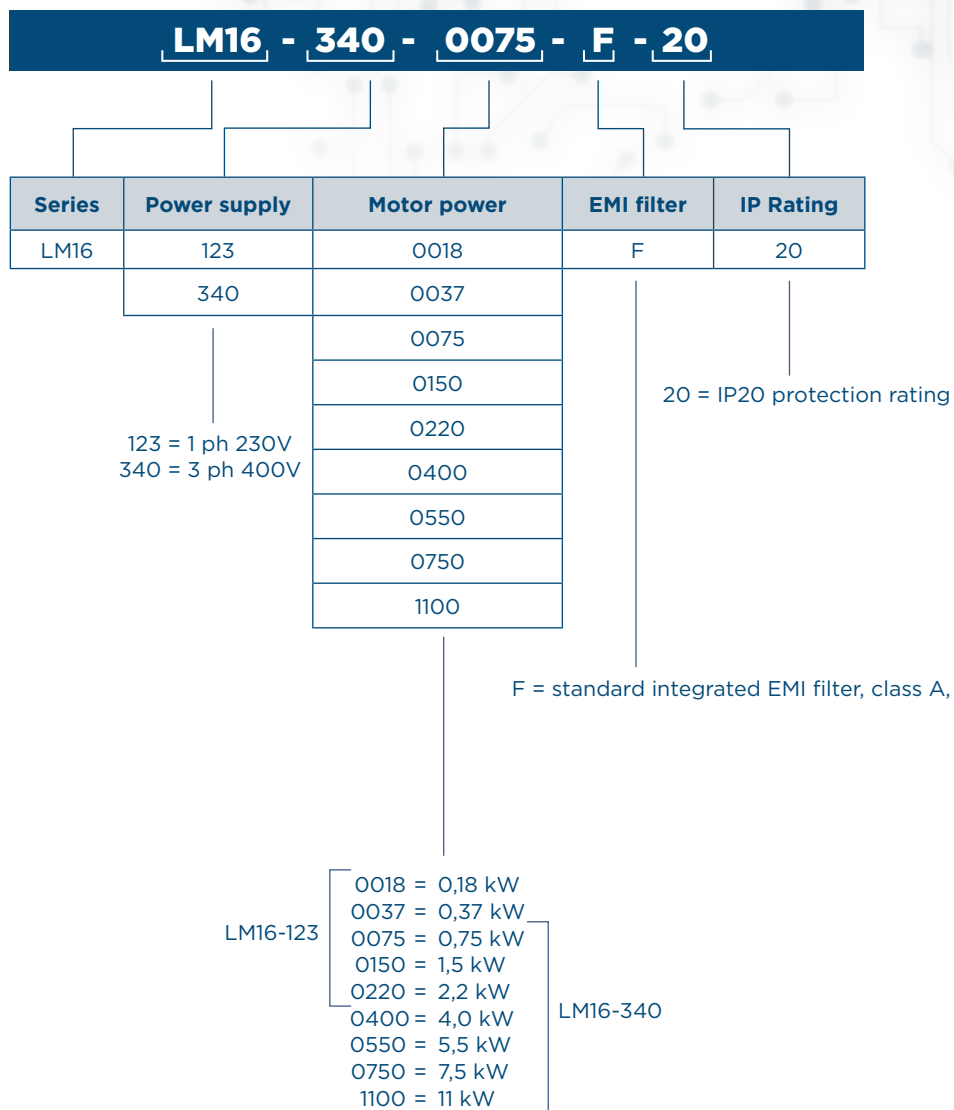 LM16 - 340 - 0075 - F - 20
Series Power supply Motor power EMI filter IP Rating
LM16 123 0018 F 20
340 0037
0075
0150
0220
0400
0550
0750
1100
123 = 1 ph 230V
340 = 3 ph 400V
20 = IP20 protection rating
F = standard integrated EMI filter, class A,
LM16-123
0018 = 0,18 kW
0037 = 0,37 kW
0075 = 0,75 kW
0150 = 1,5 kW
0220 = 2,2 kW
0400 = 4,0 kW
0550 = 5,5 kW
0750 = 7,5 kW
1100 = 11 kW
LM16-340